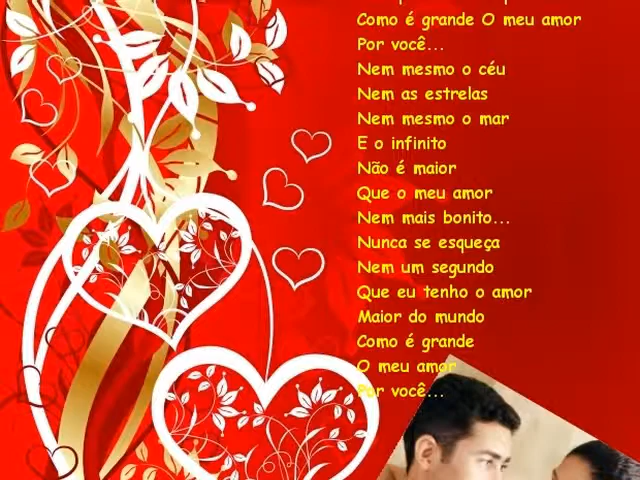 Como é grande O meu amor
Por você...
Nem mesmo o céu
Nem as estrelas
Nem mesmo o mar
E o infinito
Não é maior
Que o meu amor
Nem mais bonito...
Nunca se esqueça
Nem um segundo
Que eu tenho o amor
Maior do mundo
Como é grande
O meu amor
Por você...